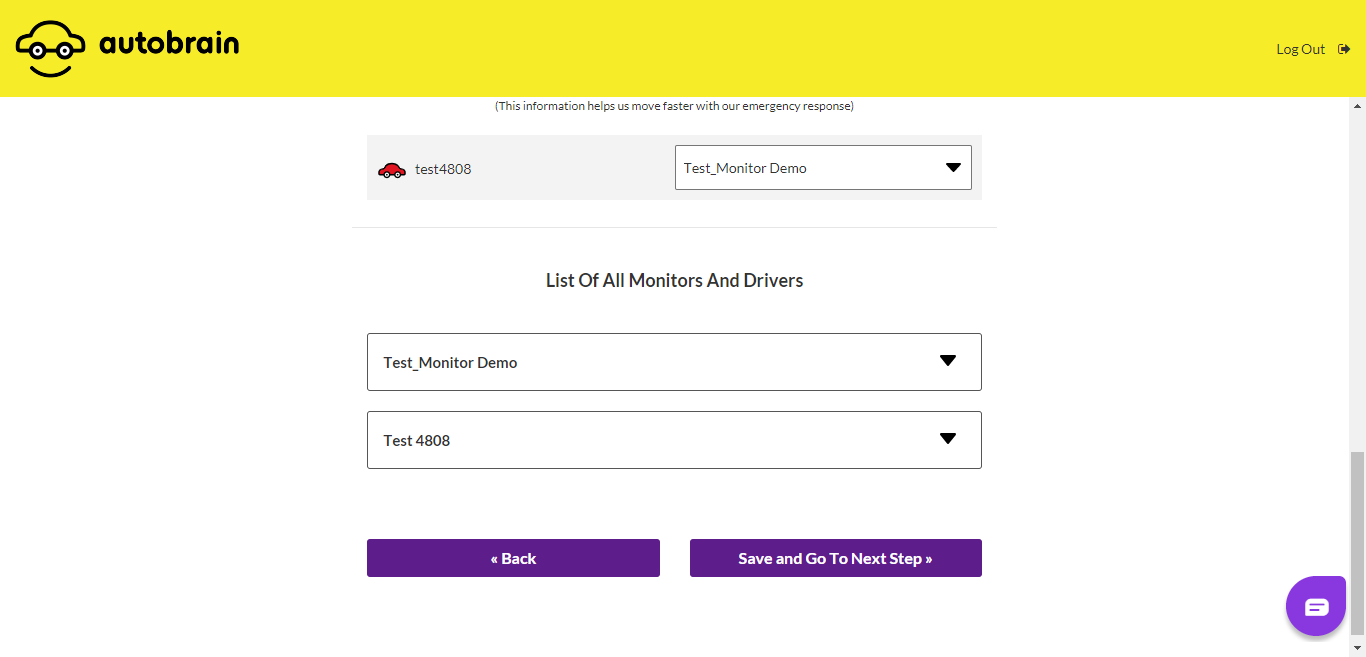 autobrain
Log Out
(This information helps us move faster with our emergency response)
test4808
Test_Monitor Demo
List Of All Monitors And Drivers
Test_Monitor Demo
Test 4808
« Back
Save and Go To Next Step »